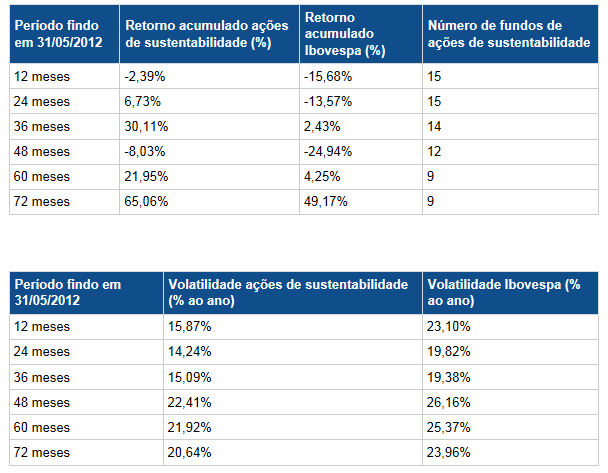 Período findo em 31/05/2012 Retorno acumulado ações de sustentabilidade (%) Retorno acumulado Ibovespa (%) Número de fundos de ações de sustentabilidade
12 meses -2,39% -15,68% 15
24 meses 6,73% -13,57% 15
36 meses 30,11% 2,43% 14
48 meses -8,03% -24,94% 12
60 meses 21,95% 4,25% 9
72 meses 65,06% 49,17% 9
Período findo em 31/05/2012 Volatilidade ações de sustentabilidade (% ao ano) Volatilidade Ibovespa (% ao ano)
12 meses 15,87% 23,10%
24 meses 14,24% 19,82%
36 meses 15,09% 19,38%
48 meses 22,41% 26,16%
60 meses 21,92% 25,37%
72 meses 20,64% 23,96%